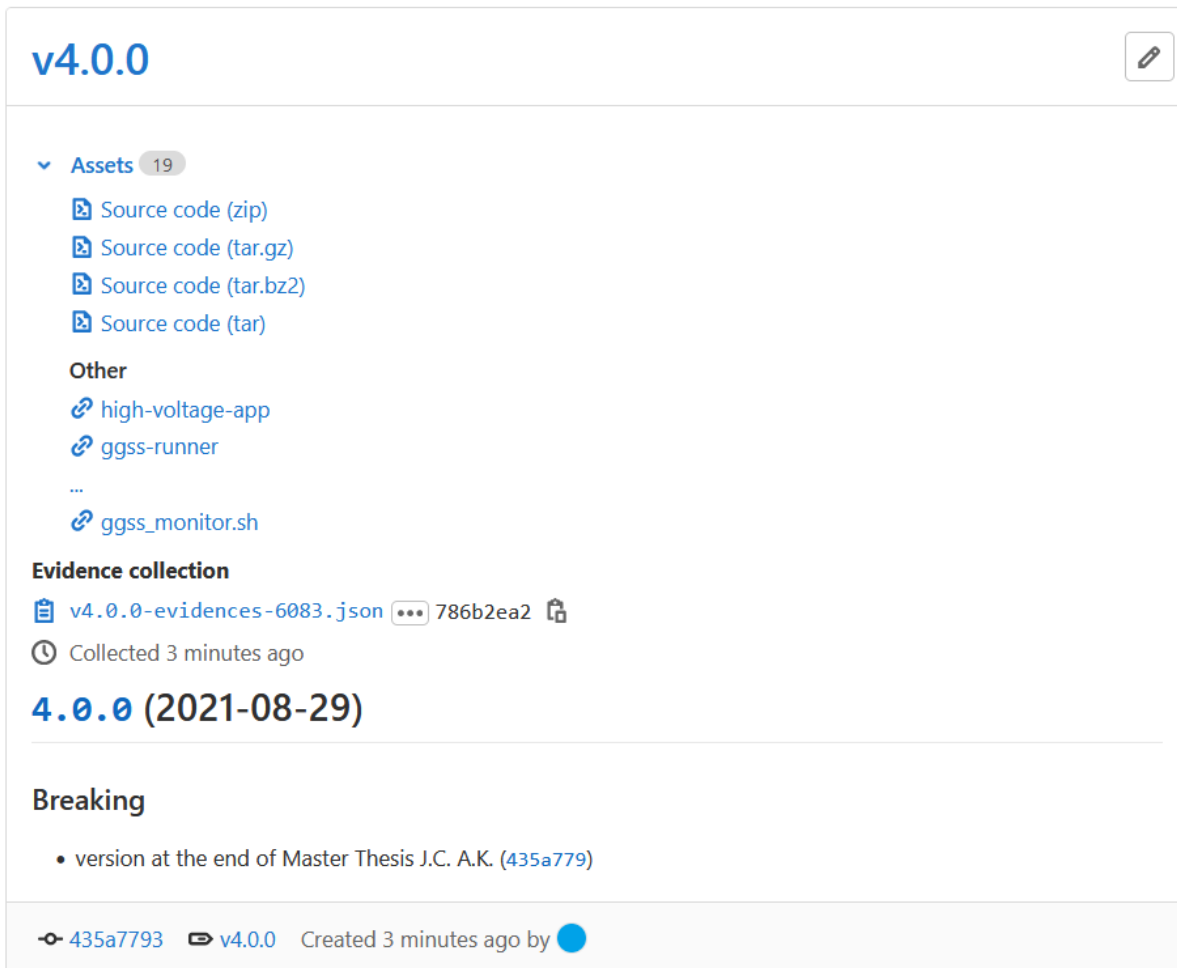 v4.0.0
Assets 19
Source code (zip)
Source code (tar.gz)
Source code (tar.bz2)
Source code (tar)
Other
high-voltage-app
ggss-runner
...
ggss_monitor.sh
Evidence collection
v4.0.0-evidences-6083.json ••• 786b2ea2
Collected 3 minutes ago
4.0.0 (2021-08-29)
Breaking
• version at the end of Master Thesis J.C. A.K. (435a779)
435a7793 v4.0.0 Created 3 minutes ago by